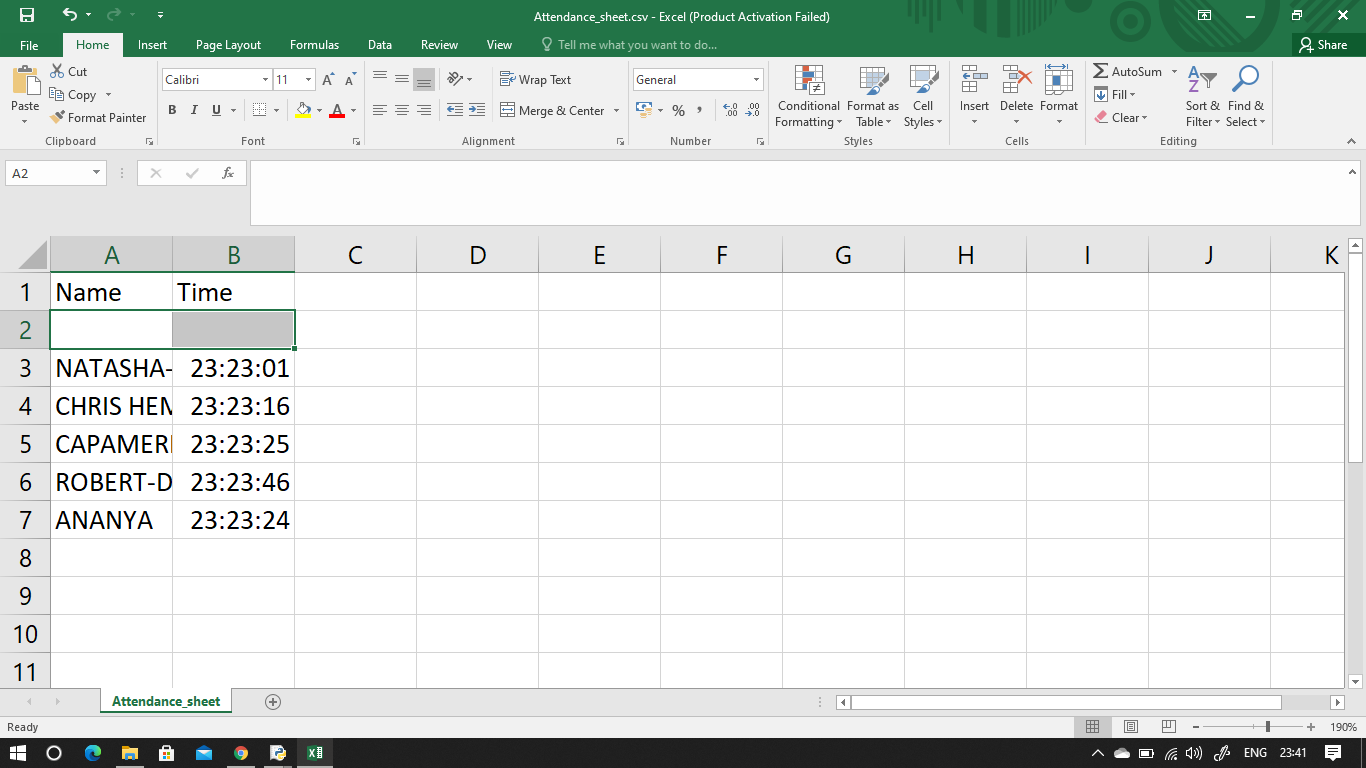 Attendance_sheet.csv - Excel (Product Activation Failed)
File Home Insert Page Layout Formulas Data Review View Tell me what you want to do... Share
Paste Cut Copy Format Painter
Clipboard
Calibri 11
B I U A
Font
Wrap Text
Merge & Center
Alignment
General
% ,
Number
Conditional Formatting
Format as Table
Cell Styles
Styles
Insert Delete Format
Cells
AutoSum
Fill
Clear
Sort & Filter
Find & Select
Editing
A2 fx
A B C D E F G H I J K
1 Name Time
2
3 NATASHA- 23:23:01
4 CHRIS HEM 23:23:16
5 CAPAMERI 23:23:25
6 ROBERT-D 23:23:46
7 ANANYA 23:23:24
8
9
10
11
Attendance_sheet
Ready 190%
ENG 23:41